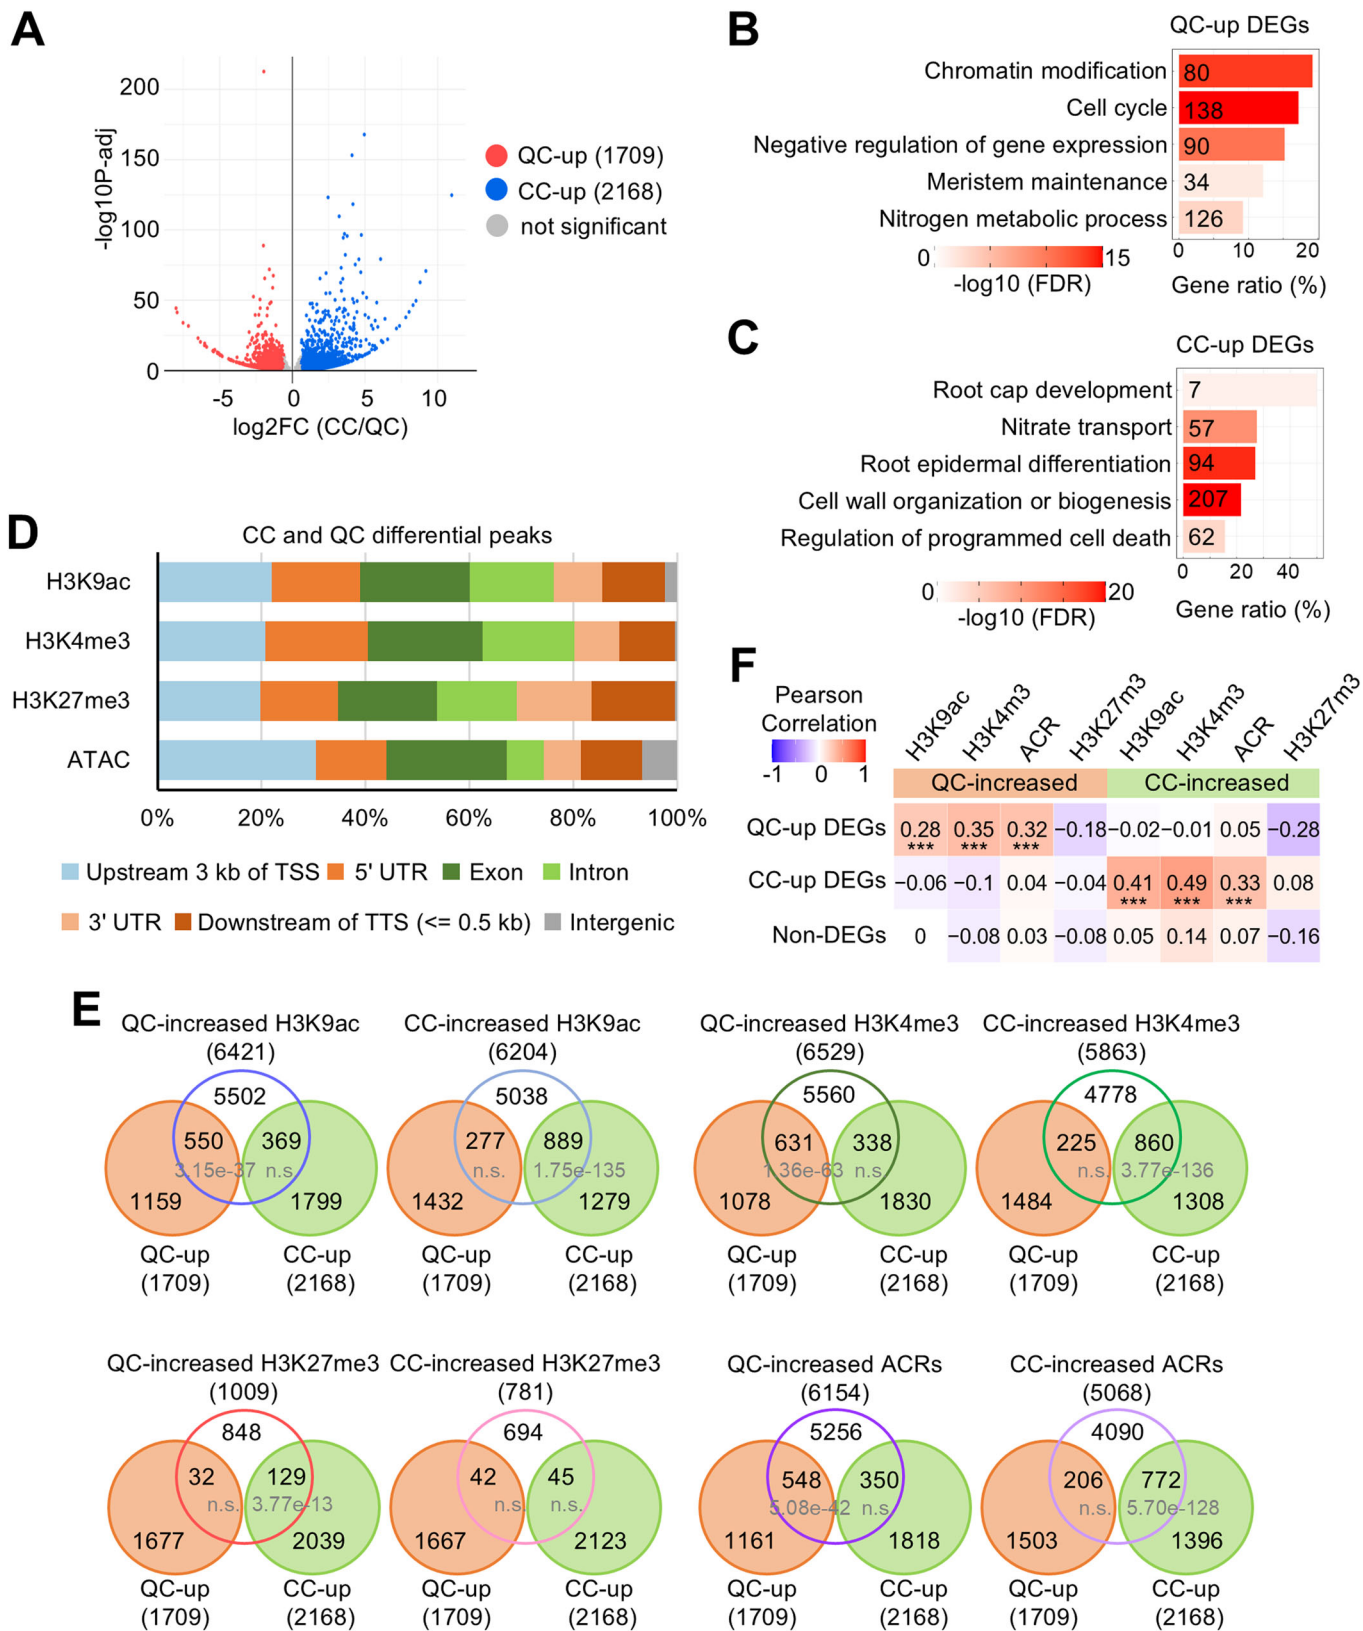 A
200
150
100
50
0
-log10P-adj
-5 0 5 10
log2FC (CC/QC)
QC-up (1709)
CC-up (2168)
not significant
B
QC-up DEGs
Chromatin modification 80
Cell cycle 138
Negative regulation of gene expression 90
Meristem maintenance 34
Nitrogen metabolic process 126
0 10 20
Gene ratio (%)
0 15
-log10 (FDR)
C
CC-up DEGs
Root cap development 7
Nitrate transport 57
Root epidermal differentiation 94
Cell wall organization or biogenesis 207
Regulation of programmed cell death 62
0 20 40
Gene ratio (%)
0 20
-log10 (FDR)
D
CC and QC differential peaks
H3K9ac
H3K4me3
H3K27me3
ATAC
0% 20% 40% 60% 80% 100%
Upstream 3 kb of TSS 5' UTR Exon Intron
3' UTR Downstream of TTS (<= 0.5 kb) Intergenic
F
Pearson
Correlation
-1 0 1
H3K9ac H3K4m3 ACR H3K27m3 H3K9ac H3K4m3 ACR H3K27m3
QC-increased CC-increased
QC-up DEGs 0.28 0.35 0.32 −0.18 −0.02 −0.01 0.05 −0.28
*** *** ***
CC-up DEGs −0.06 −0.1 0.04 −0.04 0.41 0.49 0.33 0.08
*** *** ***
Non-DEGs 0 −0.08 0.03 −0.08 0.05 0.14 0.07 −0.16
E
QC-increased H3K9ac
(6421)
5502
550 369
3.15e-37 n.s.
1159 1799
QC-up CC-up
(1709) (2168)
CC-increased H3K9ac
(6204)
5038
277 889
n.s. 1.75e-135
1432 1279
QC-up CC-up
(1709) (2168)
QC-increased H3K4me3
(6529)
5560
631 338
1.36e-63 n.s.
1078 1830
QC-up CC-up
(1709) (2168)
CC-increased H3K4me3
(5863)
4778
225 860
n.s. 3.77e-136
1484 1308
QC-up CC-up
(1709) (2168)
QC-increased H3K27me3
(1009)
848
32 129
n.s. 3.77e-13
1677 2039
QC-up CC-up
(1709) (2168)
CC-increased H3K27me3
(781)
694
42 45
n.s. n.s.
1667 2123
QC-up CC-up
(1709) (2168)
QC-increased ACRs
(6154)
5256
548 350
5.08e-42 n.s.
1161 1818
QC-up CC-up
(1709) (2168)
CC-increased ACRs
(5068)
4090
206 772
n.s. 5.70e-128
1503 1396
QC-up CC-up
(1709) (2168)